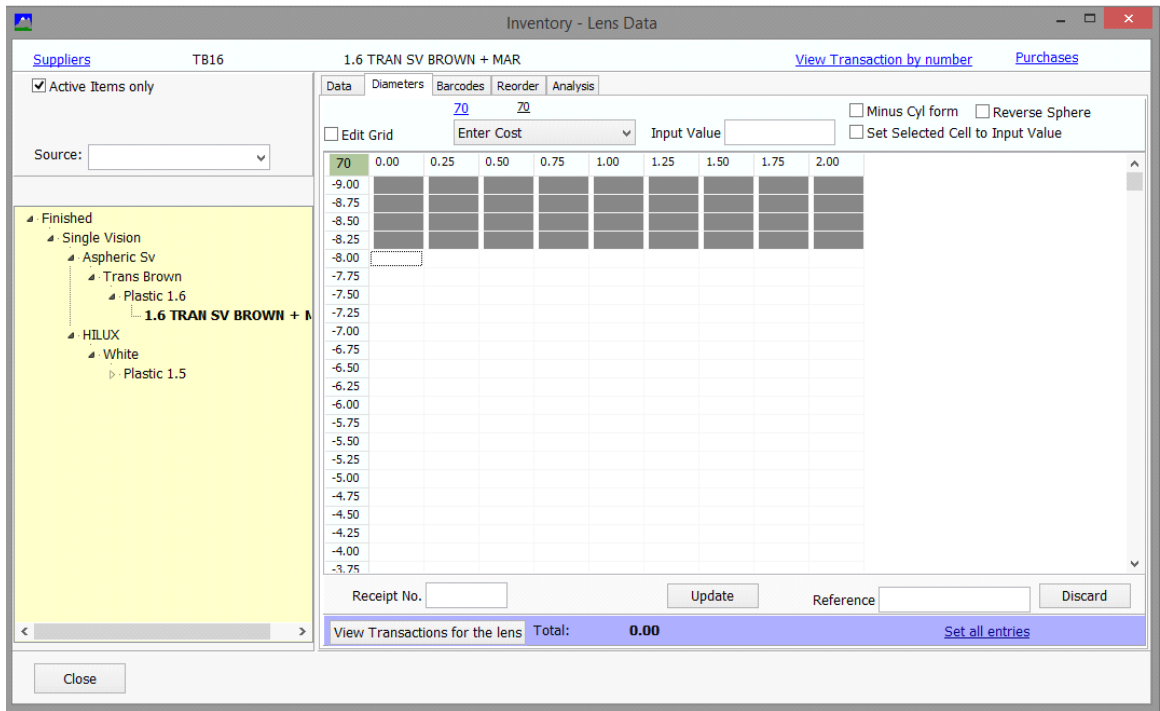 Inventory - Lens Data
Suppliers TB16 1.6 TRAN SV BROWN + MAR View Transaction by number Purchases
Active Items only
Source:
Finished
Single Vision
Aspheric Sv
Trans Brown
Plastic 1.6
1.6 TRAN SV BROWN + M
HILUX
White
Plastic 1.5
Data Diameters Barcodes Reorder Analysis
70 70 Minus Cyl form Reverse Sphere
Edit Grid Enter Cost Input Value Set Selected Cell to Input Value
70 0.00 0.25 0.50 0.75 1.00 1.25 1.50 1.75 2.00
-9.00
-8.75
-8.50
-8.25
-8.00
-7.75
-7.50
-7.25
-7.00
-6.75
-6.50
-6.25
-6.00
-5.75
-5.50
-5.25
-5.00
-4.75
-4.50
-4.25
-4.00
-3.75
Receipt No. Update Reference Discard
View Transactions for the lens Total: 0.00 Set all entries
Close